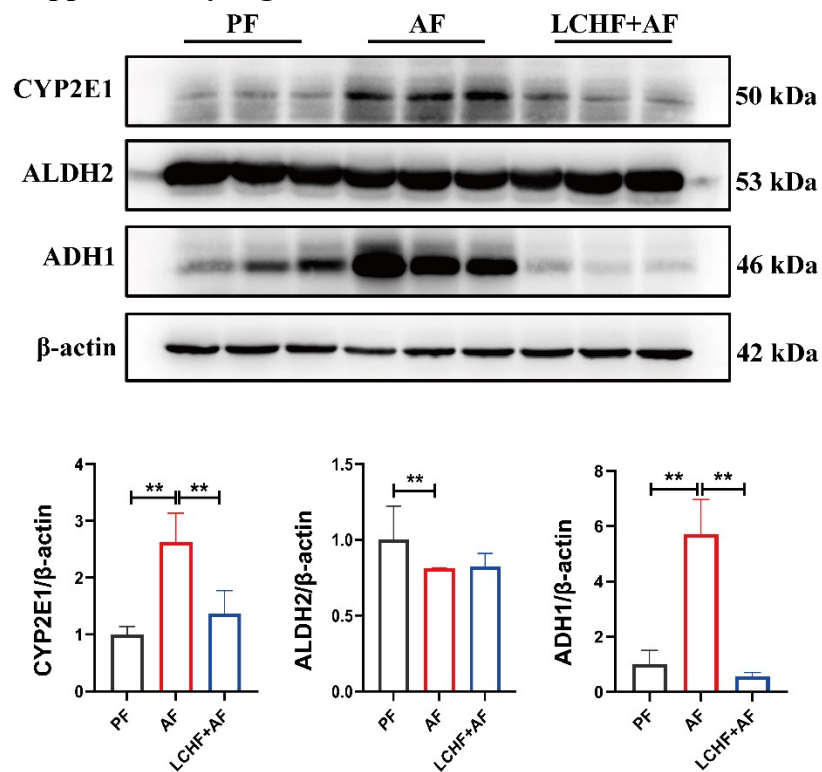 PF AF LCHF+AF
CYP2E1 50 kDa
ALDH2 53 kDa
ADH1 46 kDa
β-actin 42 kDa
CYP2E1/β-actin
4
3
2
1
0
** **
PF AF LCHF+AF
ALDH2/β-actin
1.5
1.0
0.5
0.0
**
PF AF LCHF+AF
ADH1/β-actin
8
6
4
2
0
** **
PF AF LCHF+AF